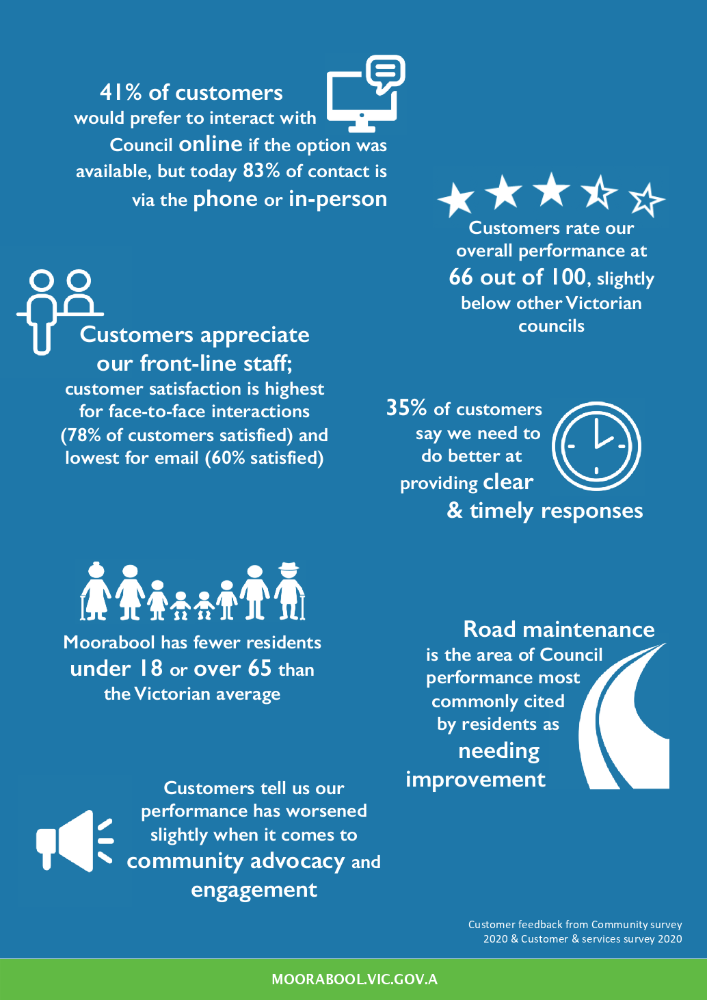 41% of customers
would prefer to interact with
Council online if the option was
available, but today 83% of contact is
via the phone or in-person
Customers rate our
overall performance at
66 out of 100, slightly
below other Victorian
councils
Customers appreciate
our front-line staff;
customer satisfaction is highest
for face-to-face interactions
(78% of customers satisfied) and
lowest for email (60% satisfied)
35% of customers
say we need to
do better at
providing clear
& timely responses
Moorabool has fewer residents
under 18 or over 65 than
the Victorian average
Road maintenance
is the area of Council
performance most
commonly cited
by residents as
needing
improvement
Customers tell us our
performance has worsened
slightly when it comes to
community advocacy and
engagement
Customer feedback from Community survey
2020 & Customer & services survey 2020
MOORABOOL.VIC.GOV.A